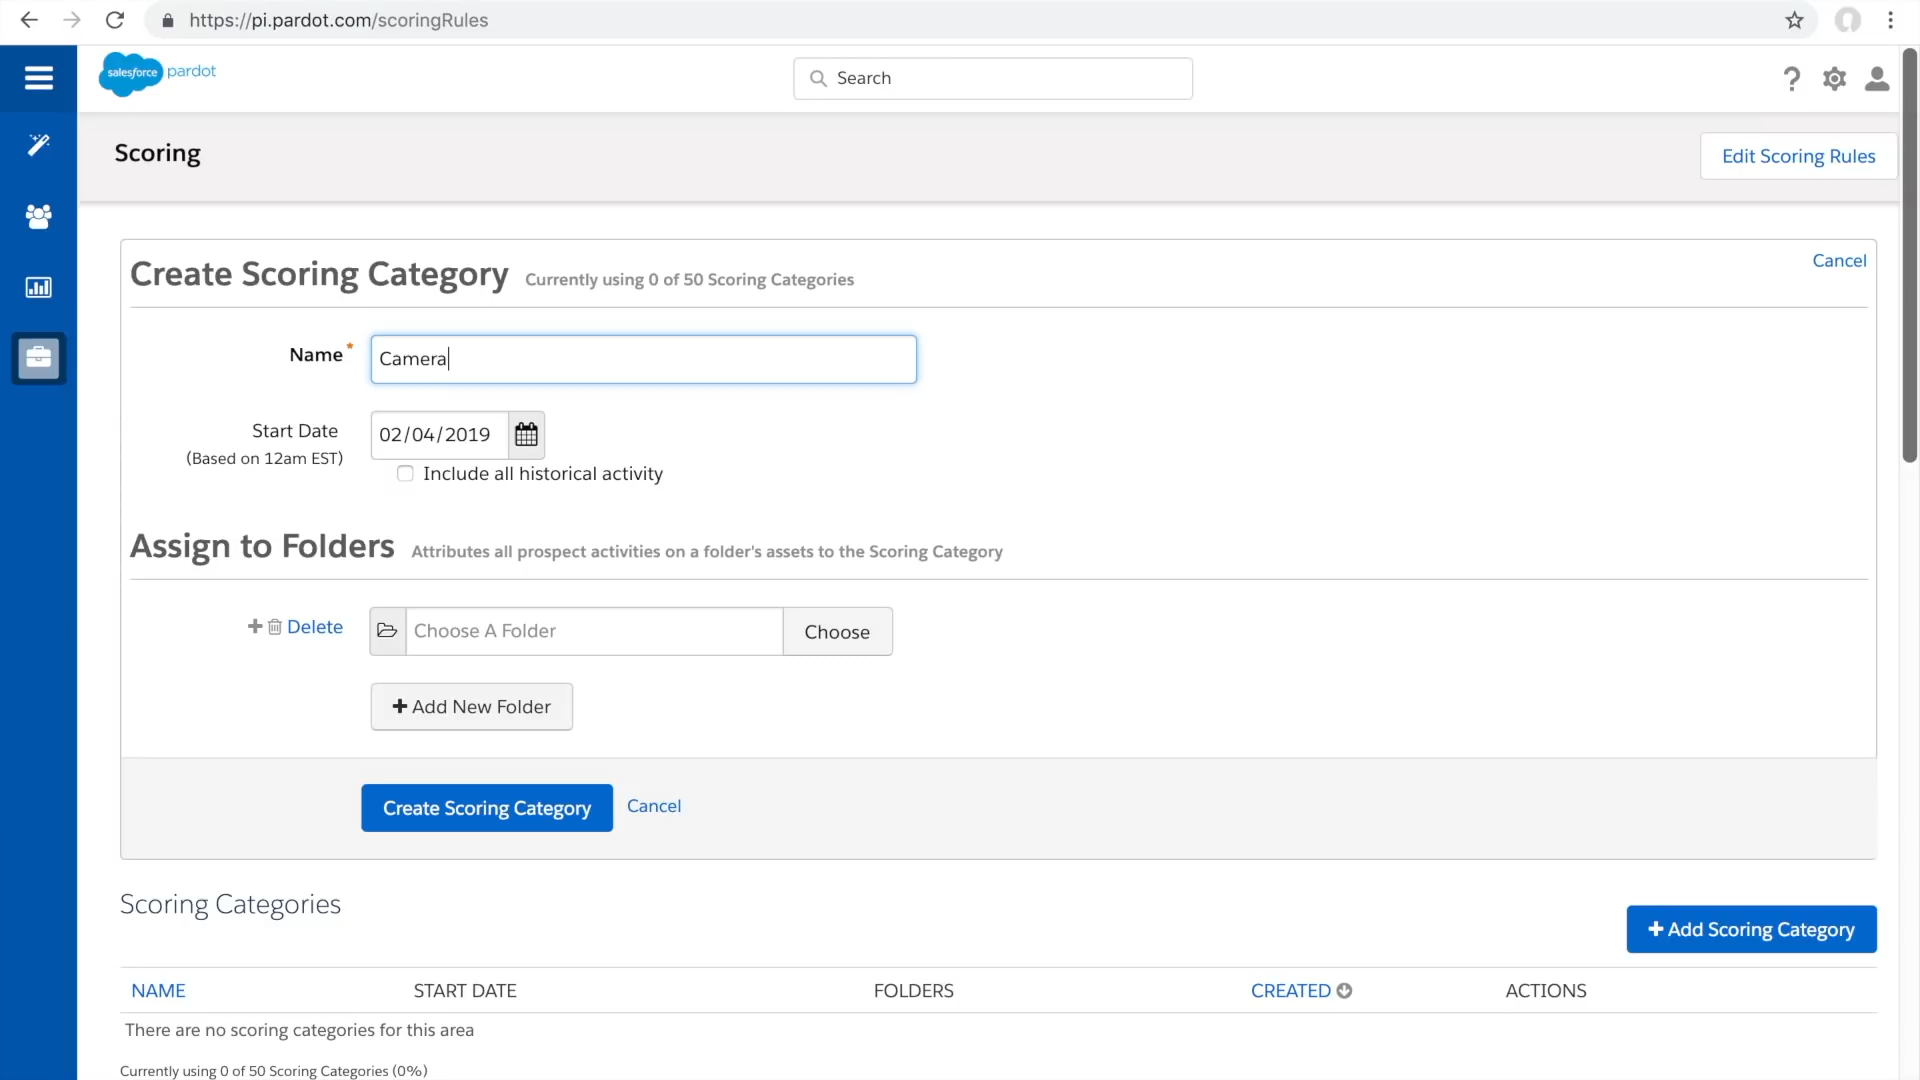 https://pi.pardot.com/scoringRules
salesforce pardot
Search
Scoring
Edit Scoring Rules
Create Scoring Category Currently using 0 of 50 Scoring Categories
Cancel
Name *
Camera
Start Date
(Based on 12am EST)
02/04/2019
Include all historical activity
Assign to Folders Attributes all prospect activities on a folder's assets to the Scoring Category
Delete
Choose A Folder
Choose
Add New Folder
Create Scoring Category
Cancel
Scoring Categories
Add Scoring Category
NAME START DATE FOLDERS CREATED ACTIONS
There are no scoring categories for this area
Currently using 0 of 50 Scoring Categories (0%)